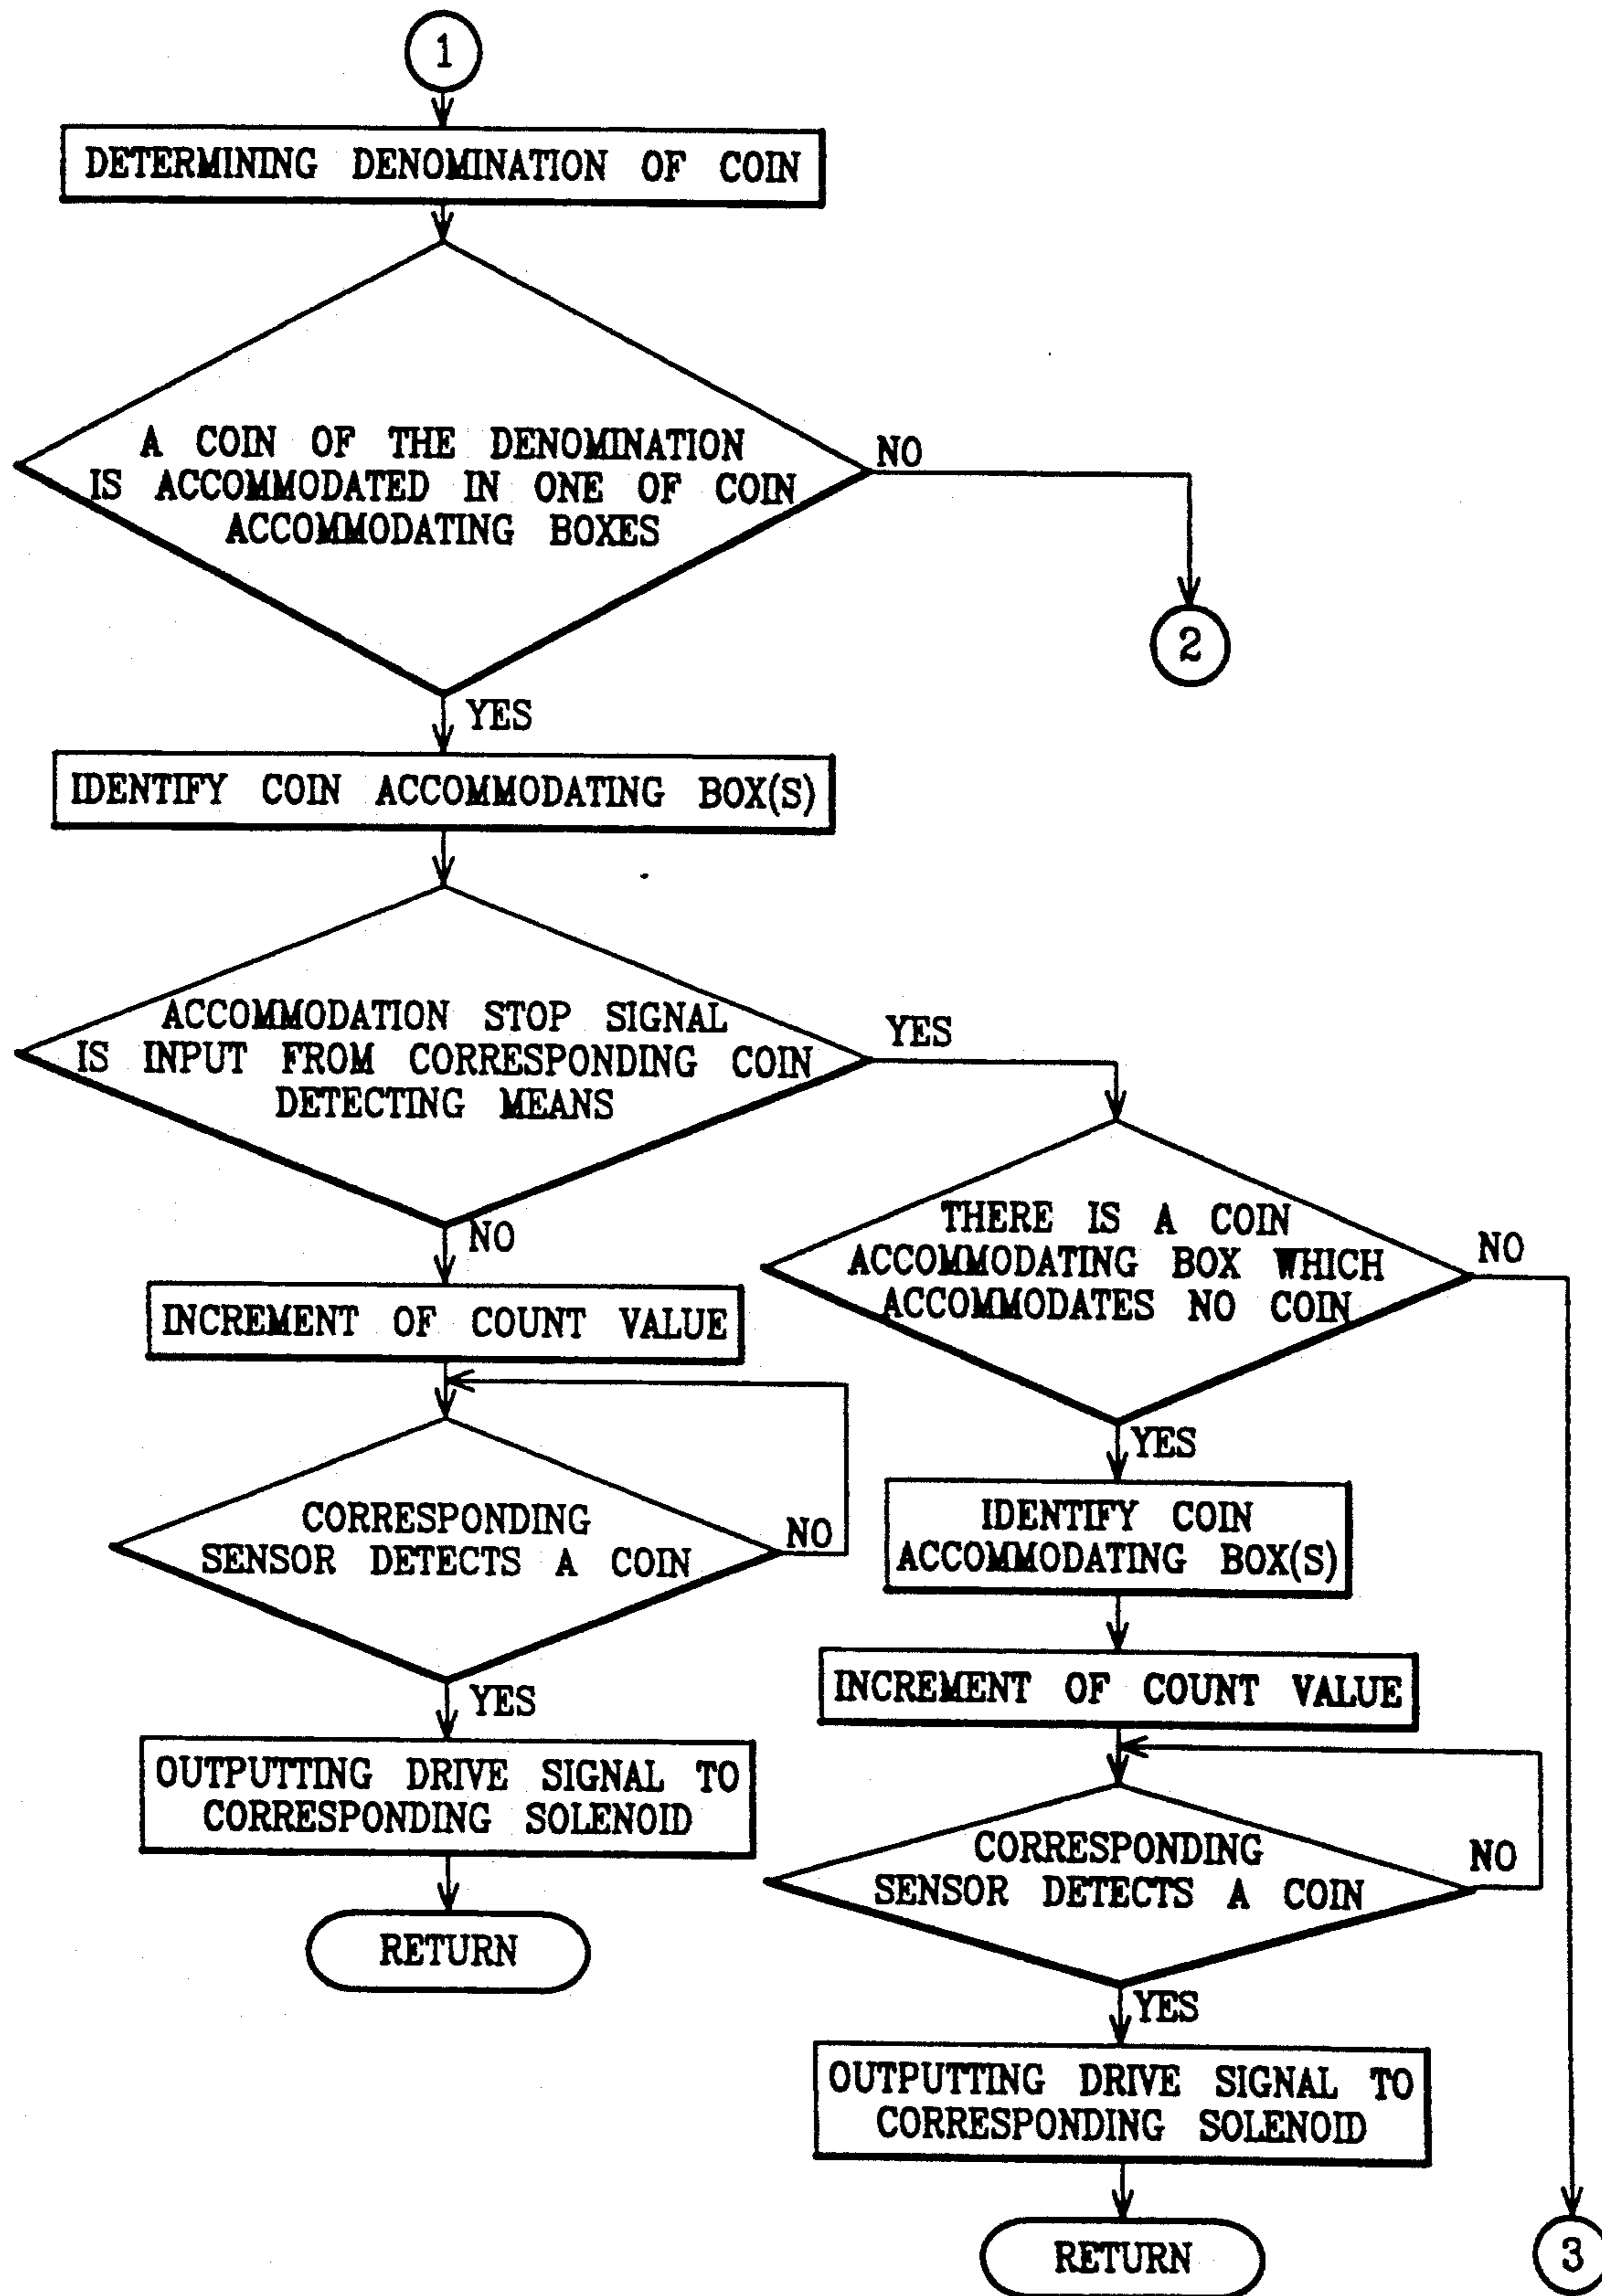 1
DETERMINING DENOMINATION OF COIN
A COIN OF THE DENOMINATION
IS ACCOMMODATED IN ONE OF COIN
ACCOMMODATING BOXES
NO
2
YES
IDENTIFY COIN ACCOMMODATING BOX(S)
ACCOMMODATION STOP SIGNAL
IS INPUT FROM CORRESPONDING COIN
DETECTING MEANS
YES
NO
INCREMENT OF COUNT VALUE
CORRESPONDING
SENSOR DETECTS A COIN
NO
YES
OUTPUTTING DRIVE SIGNAL TO
CORRESPONDING SOLENOID
RETURN
THERE IS A COIN
ACCOMMODATING BOX WHICH
ACCOMMODATES NO COIN
NO
YES
IDENTIFY COIN
ACCOMMODATING BOX(S)
INCREMENT OF COUNT VALUE
CORRESPONDING
SENSOR DETECTS A COIN
NO
YES
OUTPUTTING DRIVE SIGNAL TO
CORRESPONDING SOLENOID
RETURN
3